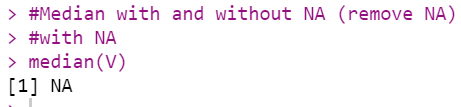 > #Median with and without NA (remove NA)
> #with NA
> median(V)
[1] NA